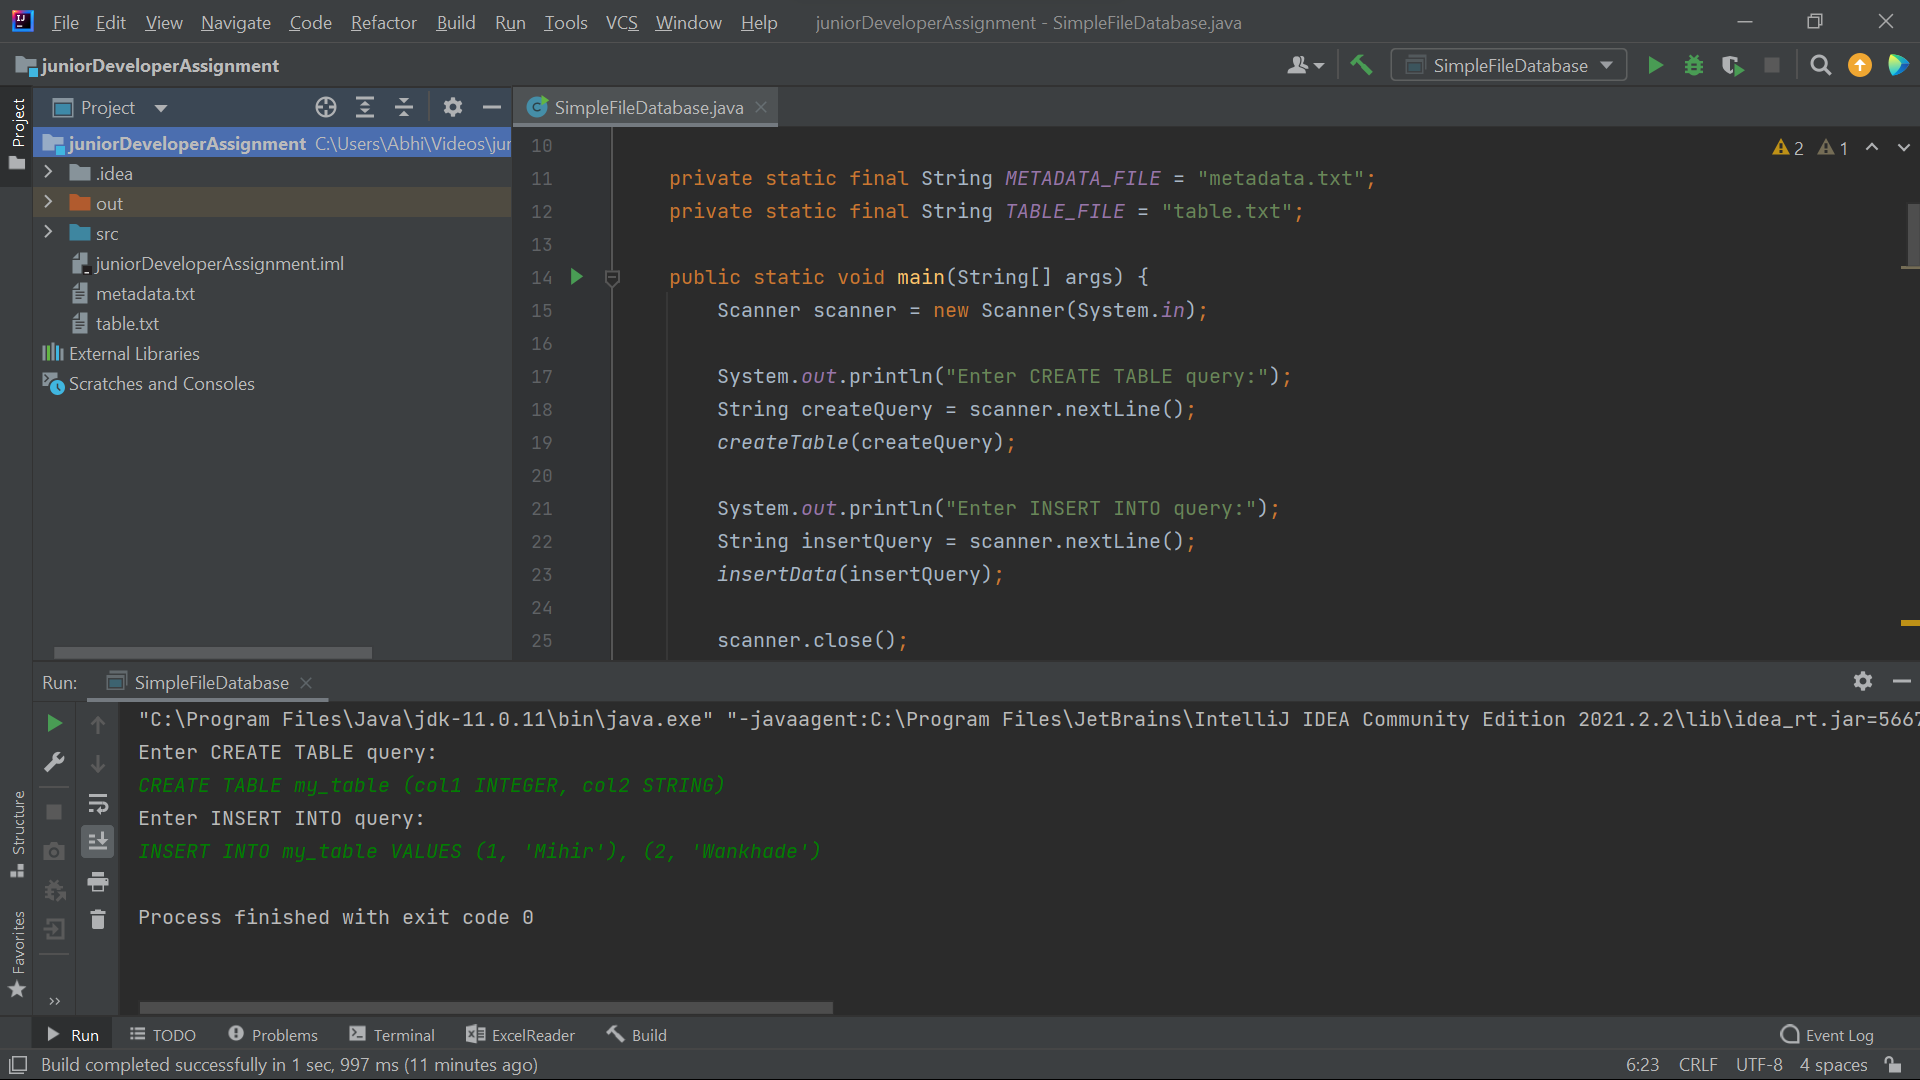 File Edit View Navigate Code Refactor Build Run Tools VCS Window Help juniorDeveloperAssignment - SimpleFileDatabase.java
juniorDeveloperAssignment
SimpleFileDatabase
Project
Project
SimpleFileDatabase.java
juniorDeveloperAssignment C:\Users\Abhi\Videos\jur
.idea
out
src
juniorDeveloperAssignment.iml
metadata.txt
table.txt
External Libraries
Scratches and Consoles
2 1
10
11 private static final String METADATA_FILE = "metadata.txt";
12 private static final String TABLE_FILE = "table.txt";
13
14 public static void main(String[] args) {
15 Scanner scanner = new Scanner(System.in);
16
17 System.out.println("Enter CREATE TABLE query:");
18 String createQuery = scanner.nextLine();
19 createTable(createQuery);
20
21 System.out.println("Enter INSERT INTO query:");
22 String insertQuery = scanner.nextLine();
23 insertData(insertQuery);
24
25 scanner.close();
Run: SimpleFileDatabase
"C:\Program Files\Java\jdk-11.0.11\bin\java.exe" "-javaagent:C:\Program Files\JetBrains\IntelliJ IDEA Community Edition 2021.2.2\lib\idea_rt.jar=5667
Enter CREATE TABLE query:
CREATE TABLE my_table (col1 INTEGER, col2 STRING)
Enter INSERT INTO query:
INSERT INTO my_table VALUES (1, 'Mihir'), (2, 'Wankhade')
Process finished with exit code 0
Structure
Favorites
Run TODO Problems Terminal ExcelReader Build Event Log
Build completed successfully in 1 sec, 997 ms (11 minutes ago) 6:23 CRLF UTF-8 4 spaces